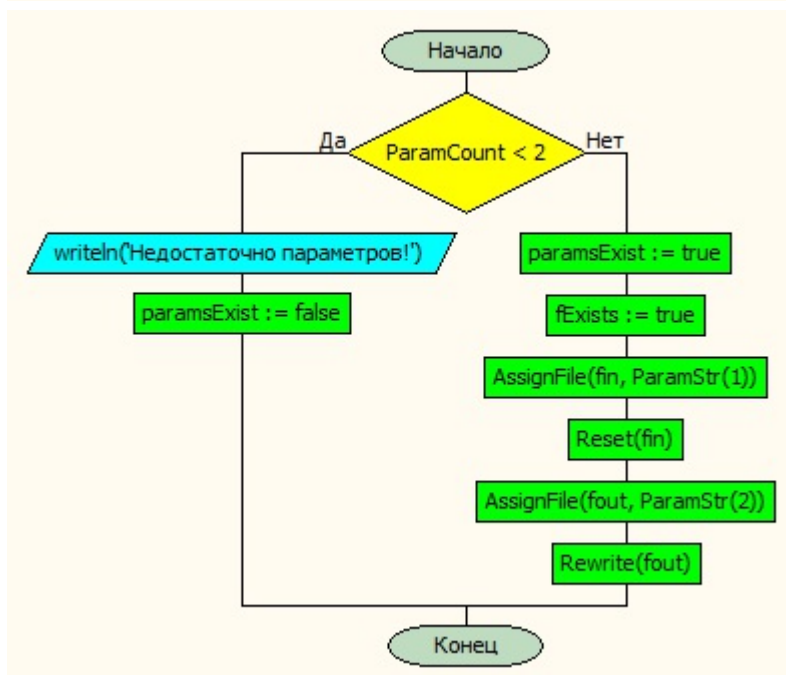 Начало
Да
ParamCount < 2
Нет
writeln('Недостаточно параметров!')
paramsExist := true
paramsExist := false
fExists := true
AssignFile(fin, ParamStr(1))
Reset(fin)
AssignFile(fout, ParamStr(2))
Rewrite(fout)
Конец